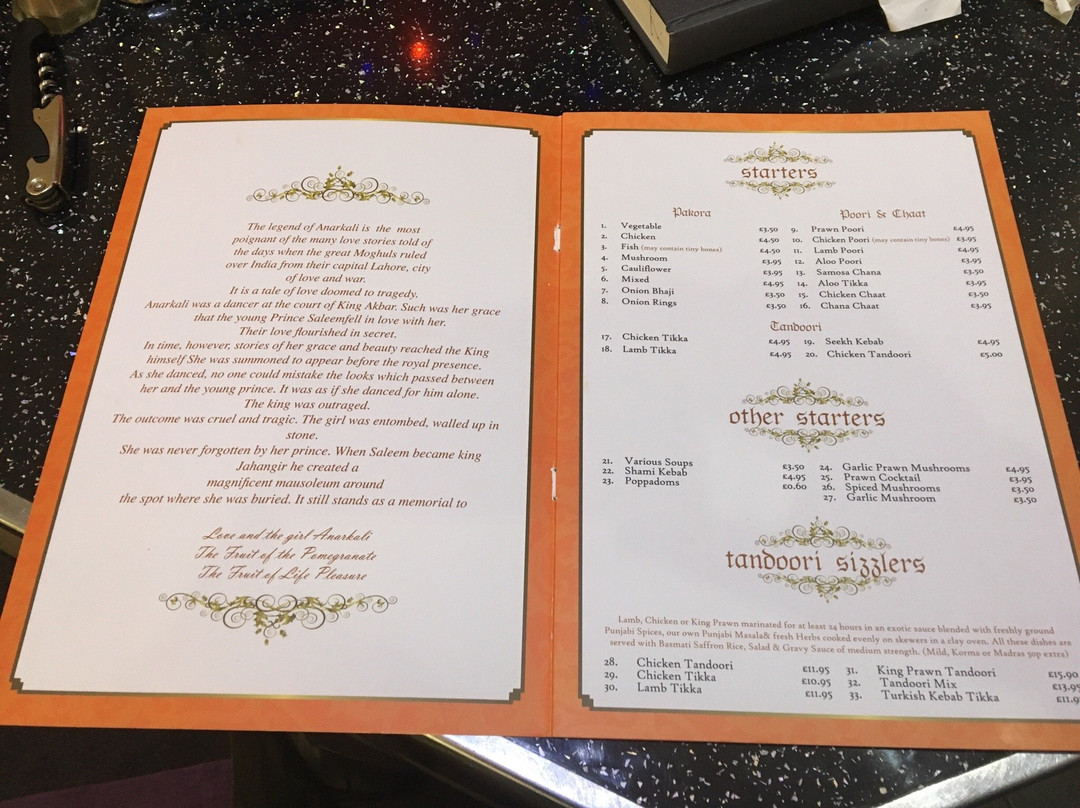 The legend of Anarkali is the most
poignant of the many love stories told of
the days when the great Moghuls ruled
over India from their capital Lahore, city
of love and war.
It is a tale of love doomed to tragedy.
Anarkali was a dancer at the court of King Akbar. Such was her grace
that the young Prince Saleemfell in love with her.
Their love flourished in secret.
In time, however, stories of her grace and beauty reached the King
himself She was summoned to appear before the royal presence.
As she danced, no one could mistake the looks which passed between
her and the young prince. It was as if she danced for him alone.
The king was outraged.
The outcome was cruel and tragic. The girl was entombed, walled up in
stone.
She was never forgotten by her prince. When Saleem became king
Jahangir he created a
magnificent mausoleum around
the spot where she was buried. It still stands as a memorial to
Love and the girl Anarkali
The Fruit of the Pomegranate
The Fruit of Life Pleasure
starters
Pakora
1. Vegetable £3.50
2. Chicken £4.50
3. Fish (may contain tiny bones) £4.50
4. Mushroom £3.95
5. Cauliflower £3.95
6. Mixed £4.95
7. Onion Bhaji £3.50
8. Onion Rings £3.50
Poori & Chaat
9. Prawn Poori £4.95
10. Chicken Poori (may contain tiny bones) £3.95
11. Lamb Poori £4.95
12. Aloo Poori £3.95
13. Samosa Chana £3.50
14. Aloo Tikka £3.95
15. Chicken Chaat £3.50
16. Chana Chaat £3.95
Tandoori
17. Chicken Tikka £4.95
18. Lamb Tikka £4.95
19. Seekh Kebab £4.95
20. Chicken Tandoori £5.00
other starters
21. Various Soups £3.50
22. Shami Kebab £4.95
23. Poppadoms £0.60
24. Garlic Prawn Mushrooms £4.95
25. Prawn Cocktail £3.95
26. Spiced Mushrooms £3.50
27. Garlic Mushroom £3.50
tandoori sizzlers
Lamb, Chicken or King Prawn marinated for at least 24 hours in an exotic sauce blended with freshly ground
Punjabi Spices, our own Punjabi Masala& fresh Herbs cooked evenly on skewers in a clay oven. All these dishes are
served with Basmati Saffron Rice, Salad & Gravy Sauce of medium strength. (Mild, Korma or Madras 50p extra)
28. Chicken Tandoori £11.95
29. Chicken Tikka £10.95
30. Lamb Tikka £11.95
31. King Prawn Tandoori £15.90
32. Tandoori Mix £13.95
33. Turkish Kebab Tikka